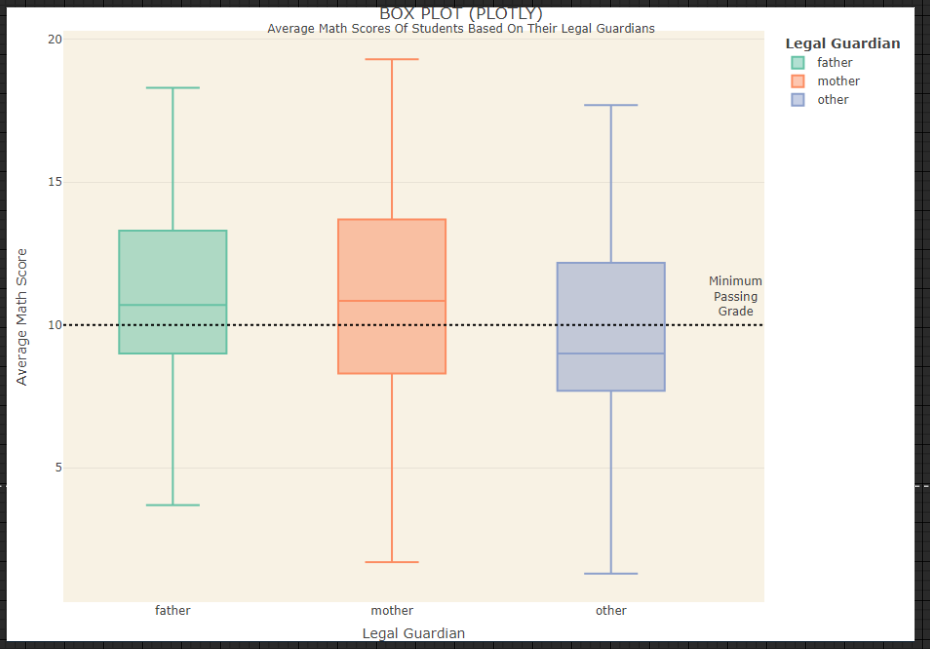 BOX PLOT (PLOTLY)
Average Math Scores Of Students Based On Their Legal Guardians
Legal Guardian
father
mother
other
20
15
10
5
Average Math Score
Minimum
Passing
Grade
father
mother
other
Legal Guardian